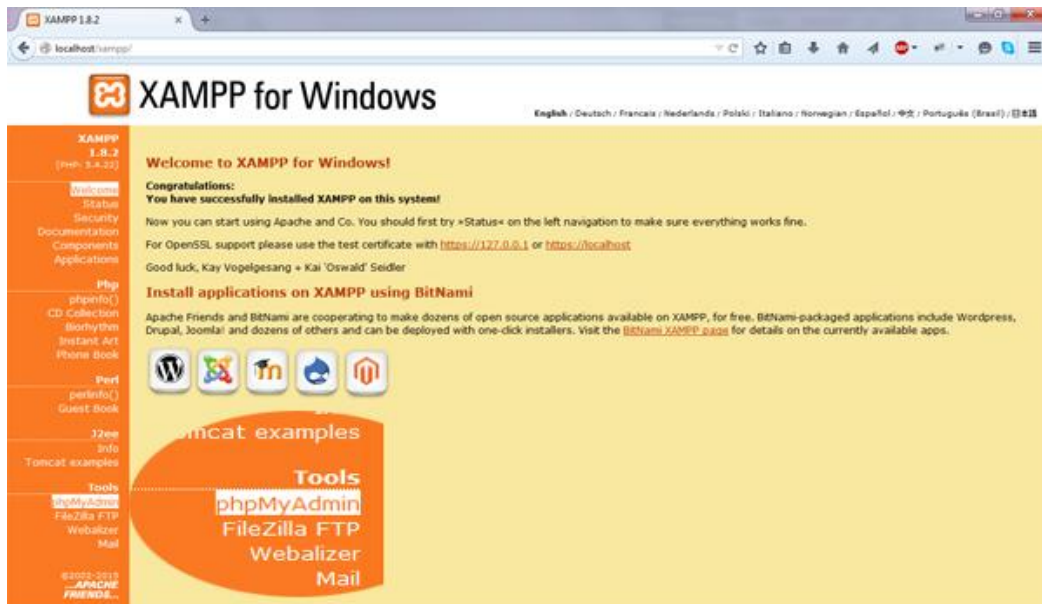 XAMPP 1.8.2
localhost/xampp/
XAMPP for Windows
English / Deutsch / Francais / Nederlands / Polski / Italiano / Norwegian / Español / 中文 / Português (Brasil) / 日本語
XAMPP
1.8.2
[PHP: 5.4.22]
Welcome
Status
Security
Documentation
Components
Applications
Php
phpinfo()
CD Collection
Biorhythm
Instant Art
Phone Book
Perl
perlinfo()
Guest Book
J2ee
Info
Tomcat examples
Tools
phpMyAdmin
FileZilla FTP
Webalizer
Mail
...APACHE
FRIENDS...
Welcome to XAMPP for Windows!
Congratulations:
You have successfully installed XAMPP on this system!
Now you can start using Apache and Co. You should first try »Status« on the left navigation to make sure everything works fine.
For OpenSSL support please use the test certificate with https://127.0.0.1 or https://localhost
Good luck, Kay Vogelgesang + Kai 'Oswald' Seidler
Install applications on XAMPP using BitNami
Apache Friends and BitNami are cooperating to make dozens of open source applications available on XAMPP, for free. BitNami-packaged applications include Wordpress,
Drupal, Joomla! and dozens of others and can be deployed with one-click installers. Visit the BitNami XAMPP page for details on the currently available apps.
mcat examples
Tools
phpMyAdmin
FileZilla FTP
Webalizer
Mail